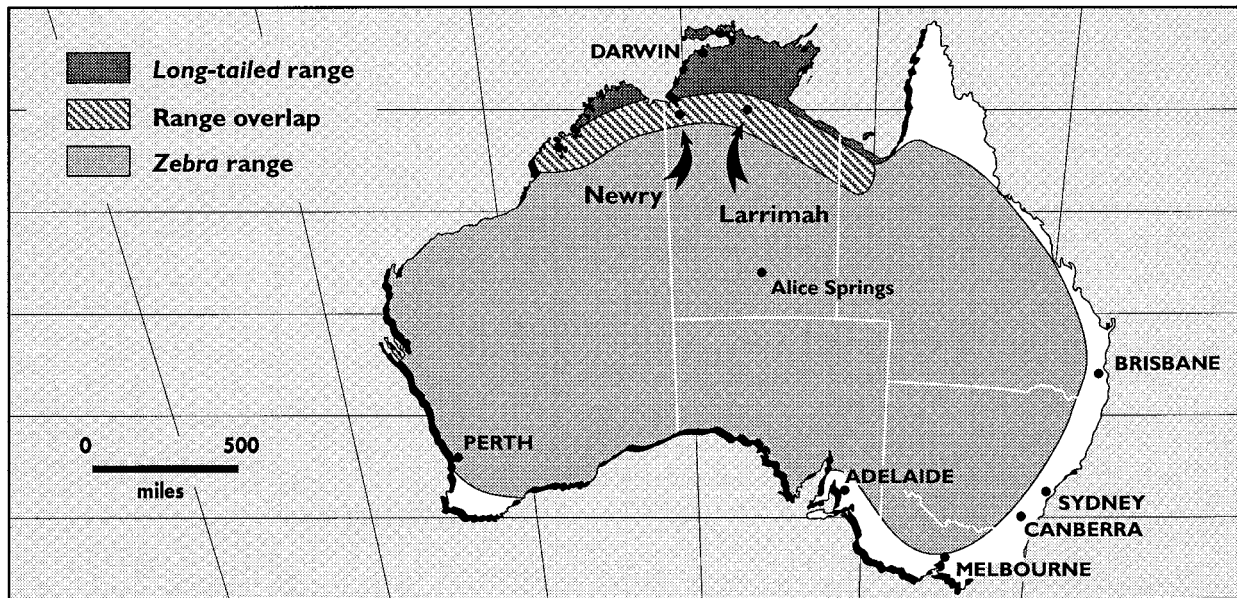 DARWIN
Long-tailed range
Range overlap
Zebra range
Newry
Larrimah
Alice Springs
BRISBANE
0 500
miles
PERTH
ADELAIDE
SYDNEY
CANBERRA
MELBOURNE